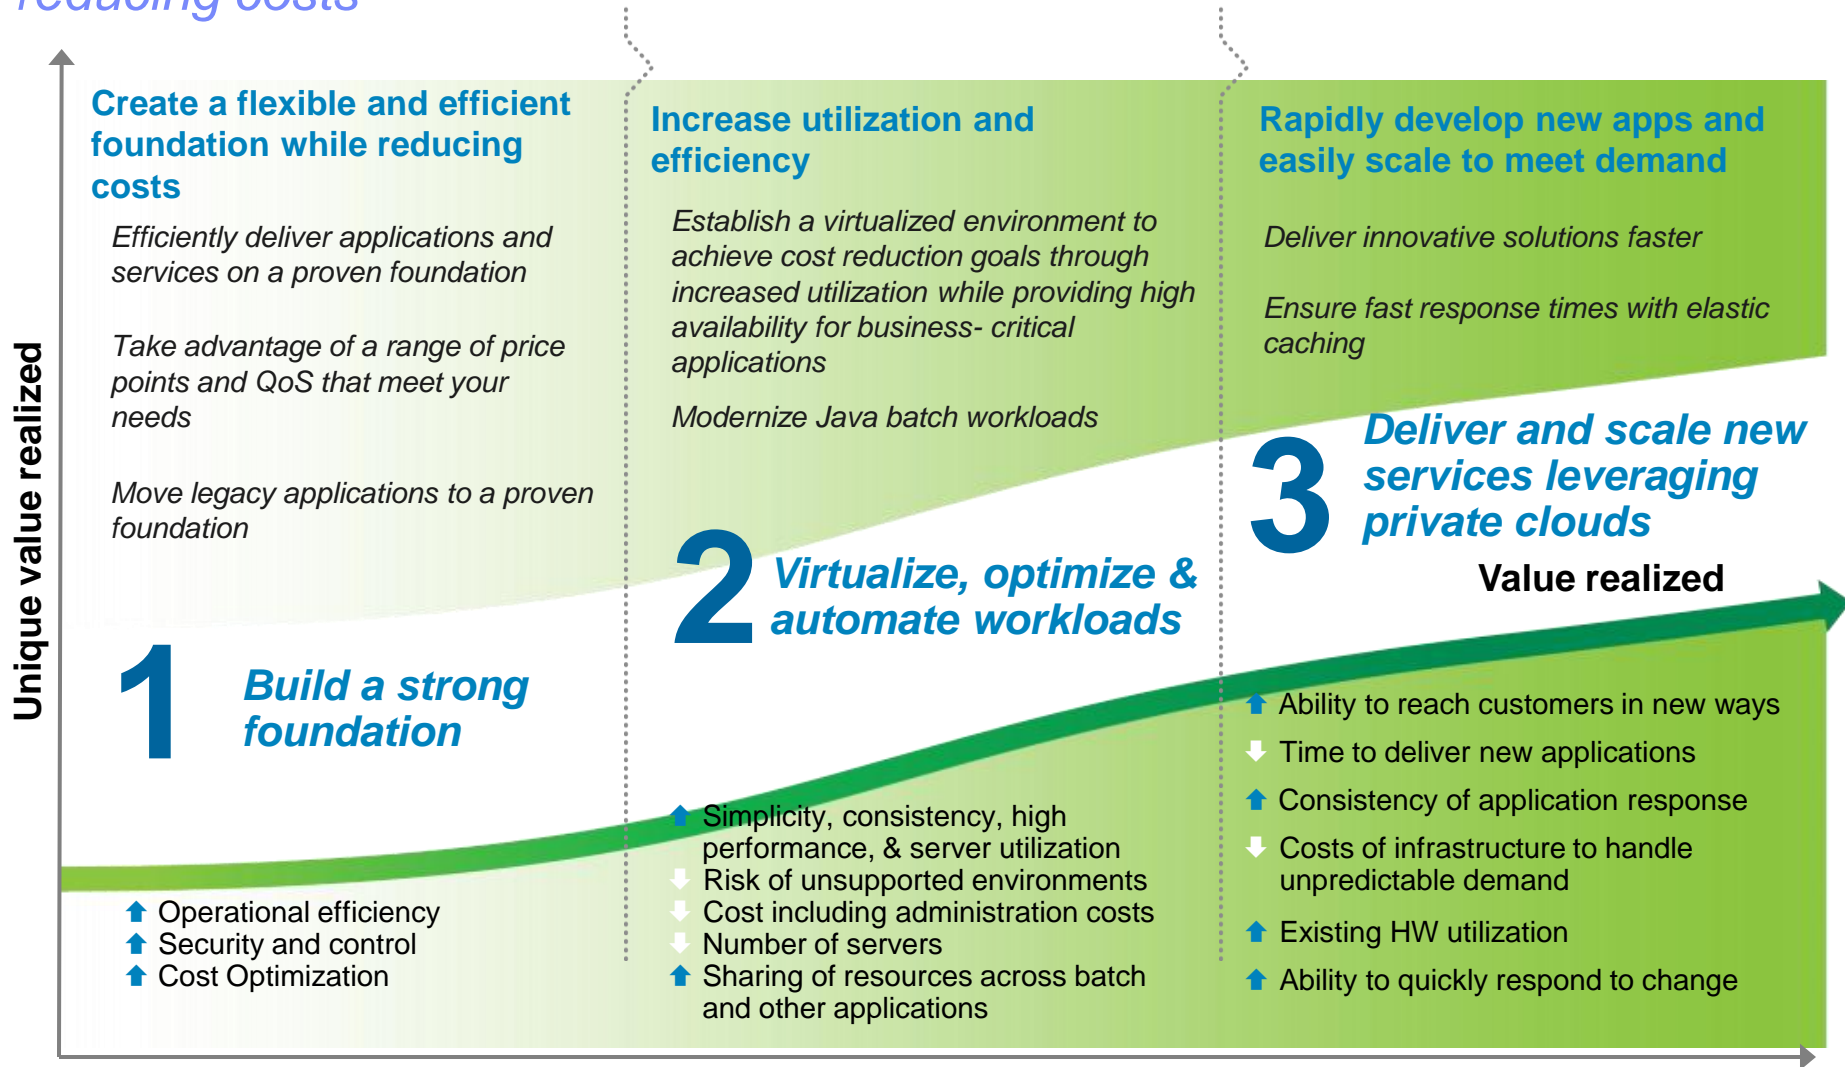 reducing costs
Unique value realized
Create a flexible and efficient
foundation while reducing
costs
Efficiently deliver applications and
services on a proven foundation
Take advantage of a range of price
points and QoS that meet your
needs
Move legacy applications to a proven
foundation
1
Build a strong
foundation
Operational efficiency
Security and control
Cost Optimization
Increase utilization and
efficiency
Establish a virtualized environment to
achieve cost reduction goals through
increased utilization while providing high
availability for business- critical
applications
Modernize Java batch workloads
2
Virtualize, optimize &
automate workloads
Simplicity, consistency, high
performance, & server utilization
Risk of unsupported environments
Cost including administration costs
Number of servers
Sharing of resources across batch
and other applications
Rapidly develop new apps and
easily scale to meet demand
Deliver innovative solutions faster
Ensure fast response times with elastic
caching
3
Deliver and scale new
services leveraging
private clouds
Value realized
Ability to reach customers in new ways
Time to deliver new applications
Consistency of application response
Costs of infrastructure to handle
unpredictable demand
Existing HW utilization
Ability to quickly respond to change